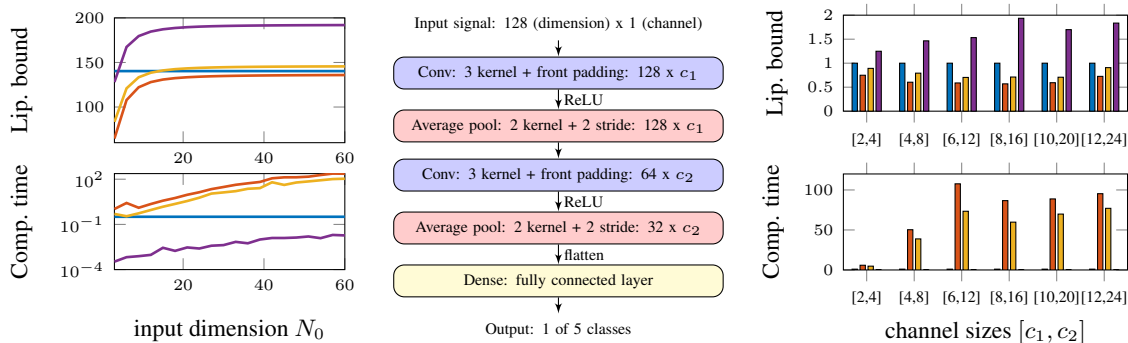 Lip. bound
200
150
100
20
40
60
Comp. time
10^2
10^−1
10^−4
20
40
60
input dimension N_0
Input signal: 128 (dimension) x 1 (channel)
Conv: 3 kernel + front padding: 128 x c_1
ReLU
Average pool: 2 kernel + 2 stride: 128 x c_1
Conv: 3 kernel + front padding: 64 x c_2
ReLU
Average pool: 2 kernel + 2 stride: 32 x c_2
flatten
Dense: fully connected layer
Output: 1 of 5 classes
Lip. bound
2
1.5
1
0.5
0
[2,4] [4,8] [6,12] [8,16] [10,20] [12,24]
Comp. time
100
50
0
[2,4] [4,8] [6,12] [8,16] [10,20] [12,24]
channel sizes [c_1, c_2]